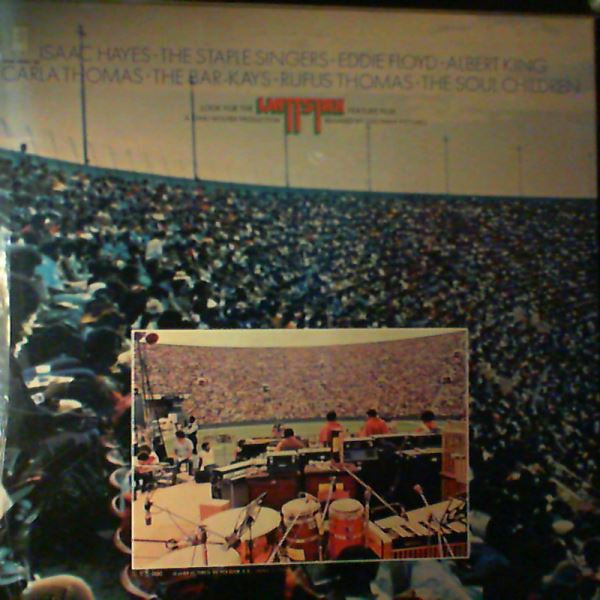 ISAAC HAYES • THE STAPLE SINGERS • EDDIE FLOYD • ALBERT KING
CARLA THOMAS • THE BAR-KAYS • RUFUS THOMAS • THE SOUL CHILDREN
LOOK FOR THE WATTSTAX FEATURE FILM